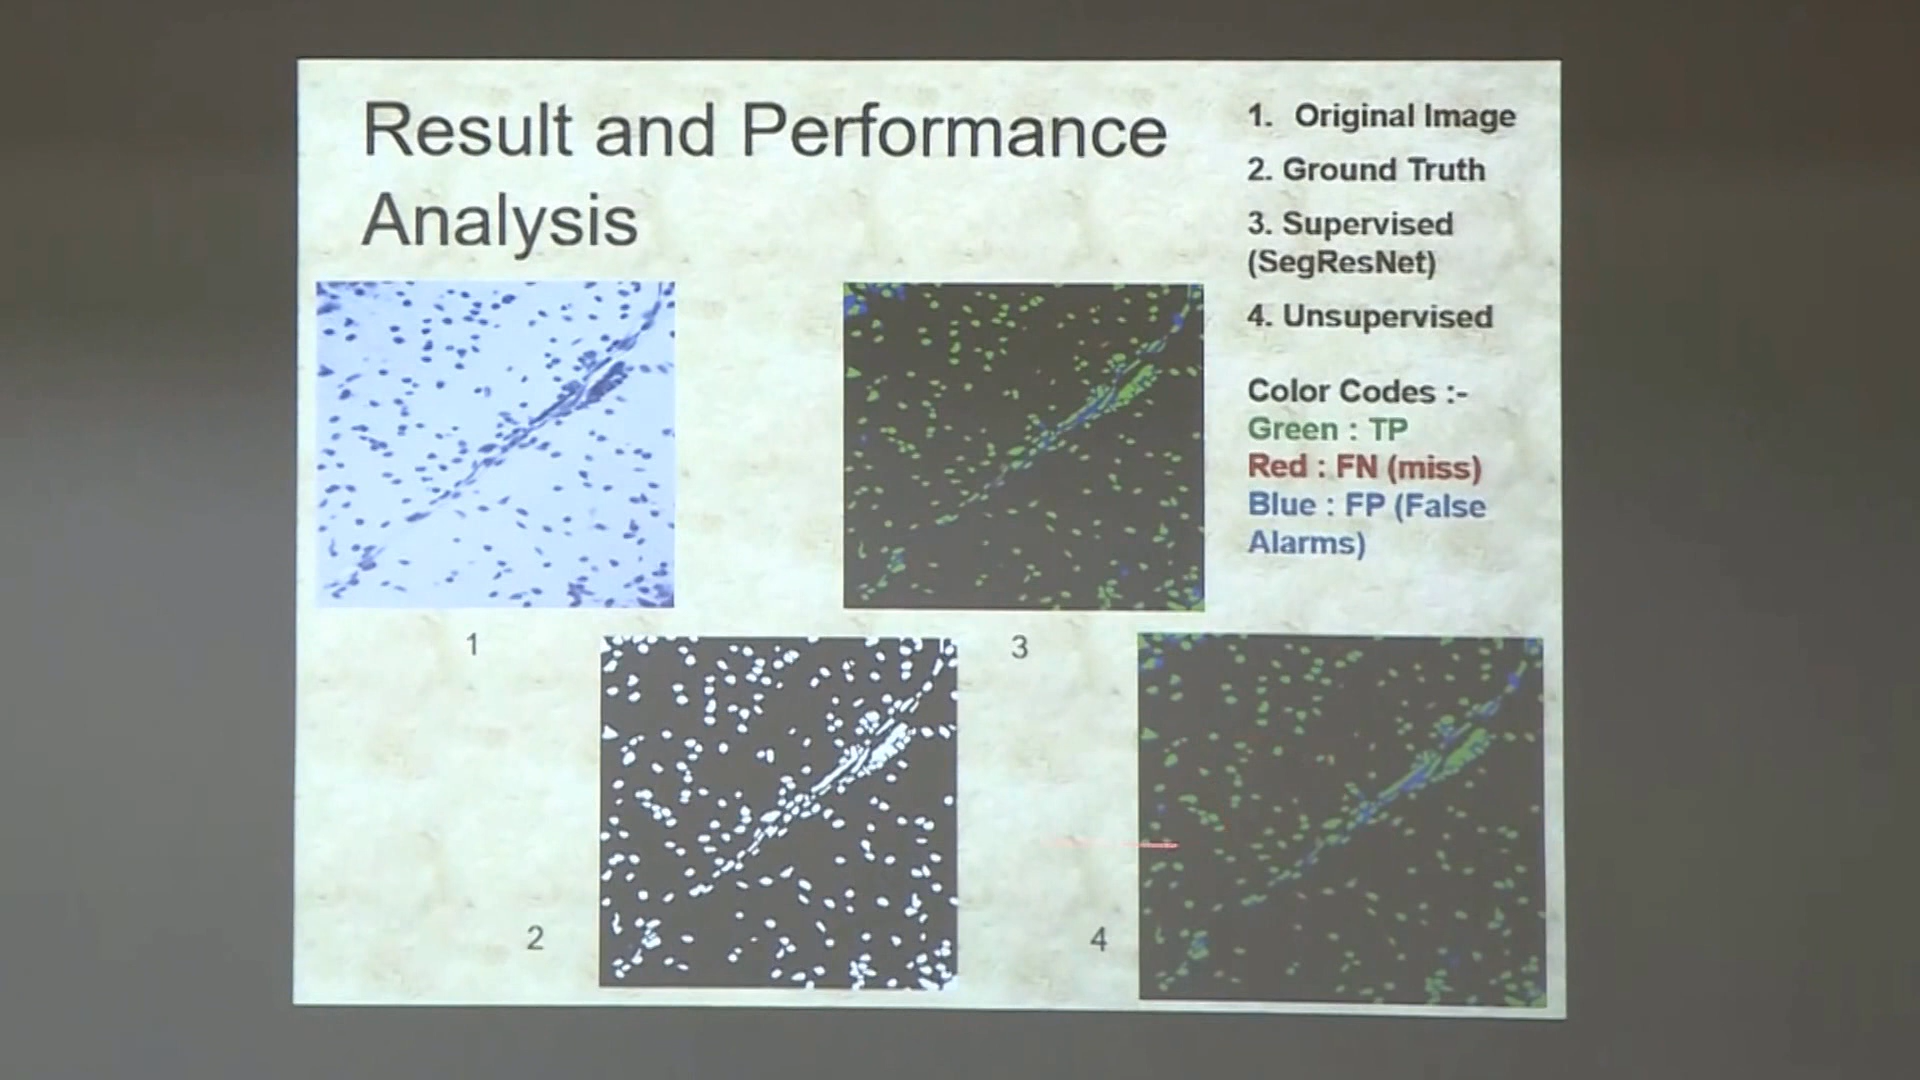 Result and Performance
Analysis
1. Original Image
2. Ground Truth
3. Supervised
(SegResNet)
4. Unsupervised
Color Codes :-
Green : TP
Red : FN (miss)
Blue : FP (False
Alarms)
1
3
2
4